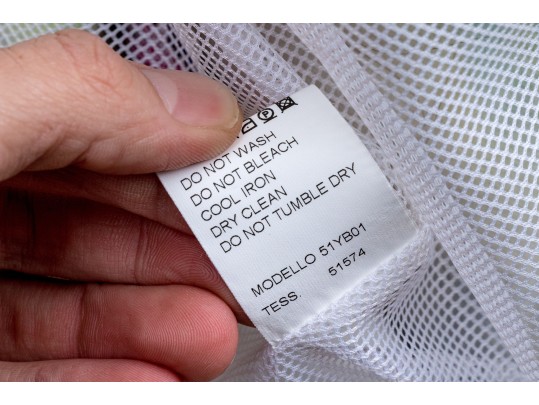 DO NOT WASH
DO NOT BLEACH
COOL IRON
DRY CLEAN
DO NOT TUMBLE DRY
MODELLO 51YB01
TESS. 51574